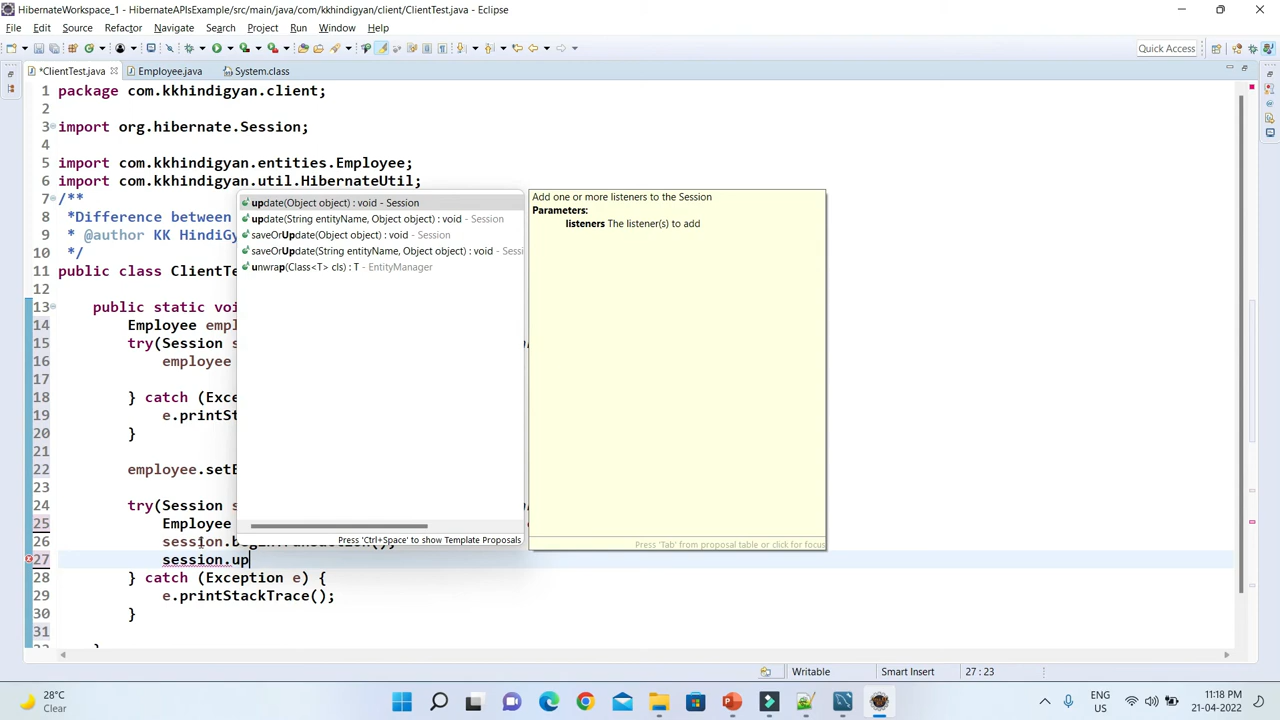 HibernateWorkspace_1 - HibernateAPIsExample/src/main/java/com/kkhindigyan/client/ClientTest.java - Eclipse
File Edit Source Refactor Navigate Search Project Run Window Help
Quick Access
*ClientTest.java Employee.java System.class
1 package com.kkhindigyan.client;
2
3 import org.hibernate.Session;
4
5 import com.kkhindigyan.entities.Employee;
6 import com.kkhindigyan.util.HibernateUtil;
7 /**
8 *Difference between
9 * @author KK HindiGy
10 */
11 public class ClientTe
12
13 public static voi
14 Employee empl
15 try(Session s
16 employee
17
18 } catch (Exce
19 e.printSt
20 }
21
22 employee.setE
23
24 try(Session s
25 Employee
26 session.beginTransaction();
27 session.up
28 } catch (Exception e) {
29 e.printStackTrace();
30 }
31
update(Object object) : void - Session
update(String entityName, Object object) : void - Session
saveOrUpdate(Object object) : void - Session
saveOrUpdate(String entityName, Object object) : void - Sessi
unwrap(Class<T> cls) : T - EntityManager
Press 'Ctrl+Space' to show Template Proposals
Add one or more listeners to the Session
Parameters:
listeners The listener(s) to add
Press 'Tab' from proposal table or click for focus
Writable Smart Insert 27 : 23
28°C
Clear
ENG
US
11:18 PM
21-04-2022